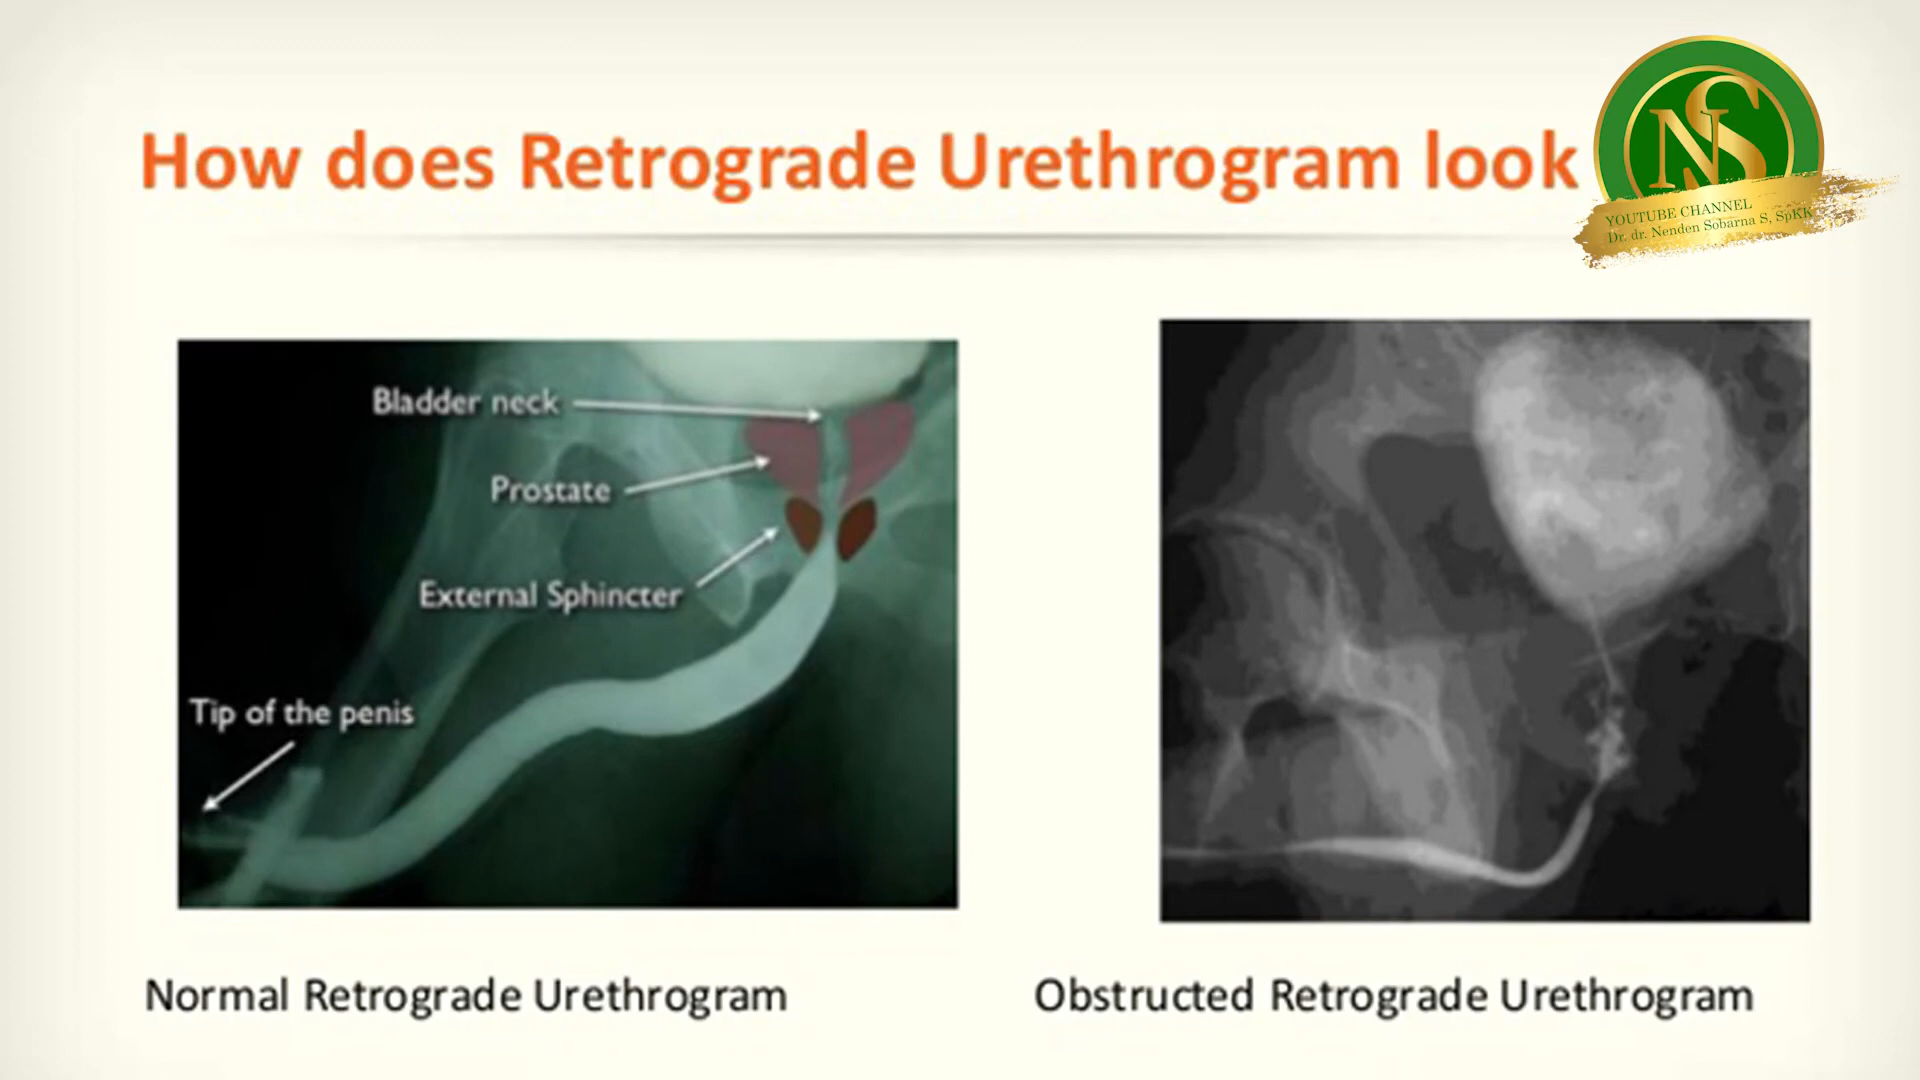 How does Retrograde Urethrogram look
NS
YOUTUBE CHANNEL
Dr. dr. Nenden Sobarna S, SpKK
Bladder neck
Prostate
External Sphincter
Tip of the penis
Normal Retrograde Urethrogram
Obstructed Retrograde Urethrogram